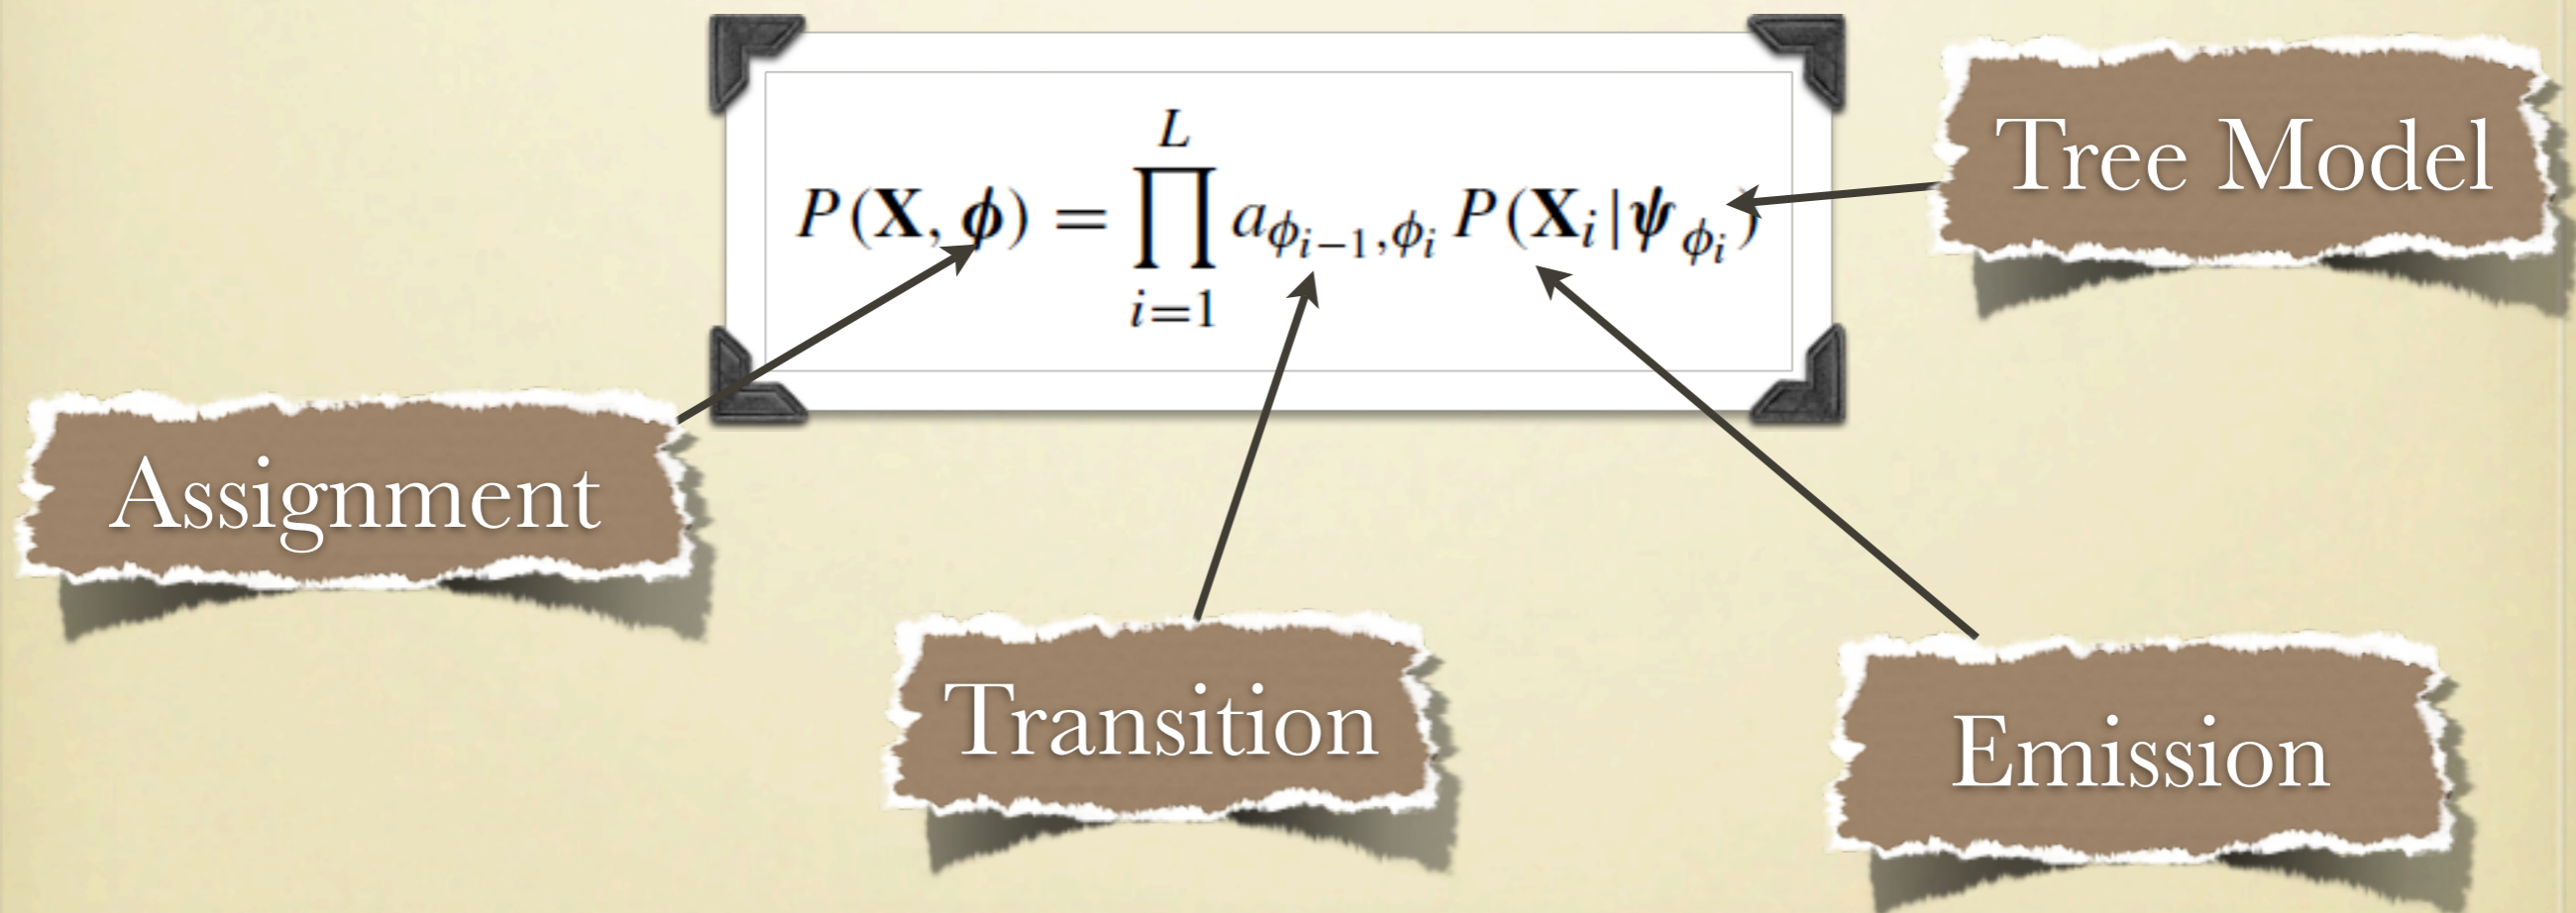 Tree Model
P(X, ϕ) = ∏_{i=1}^{L} a_{ϕ_{i−1},ϕ_i} P(X_i|ψ_{ϕ_i})
Assignment
Transition
Emission